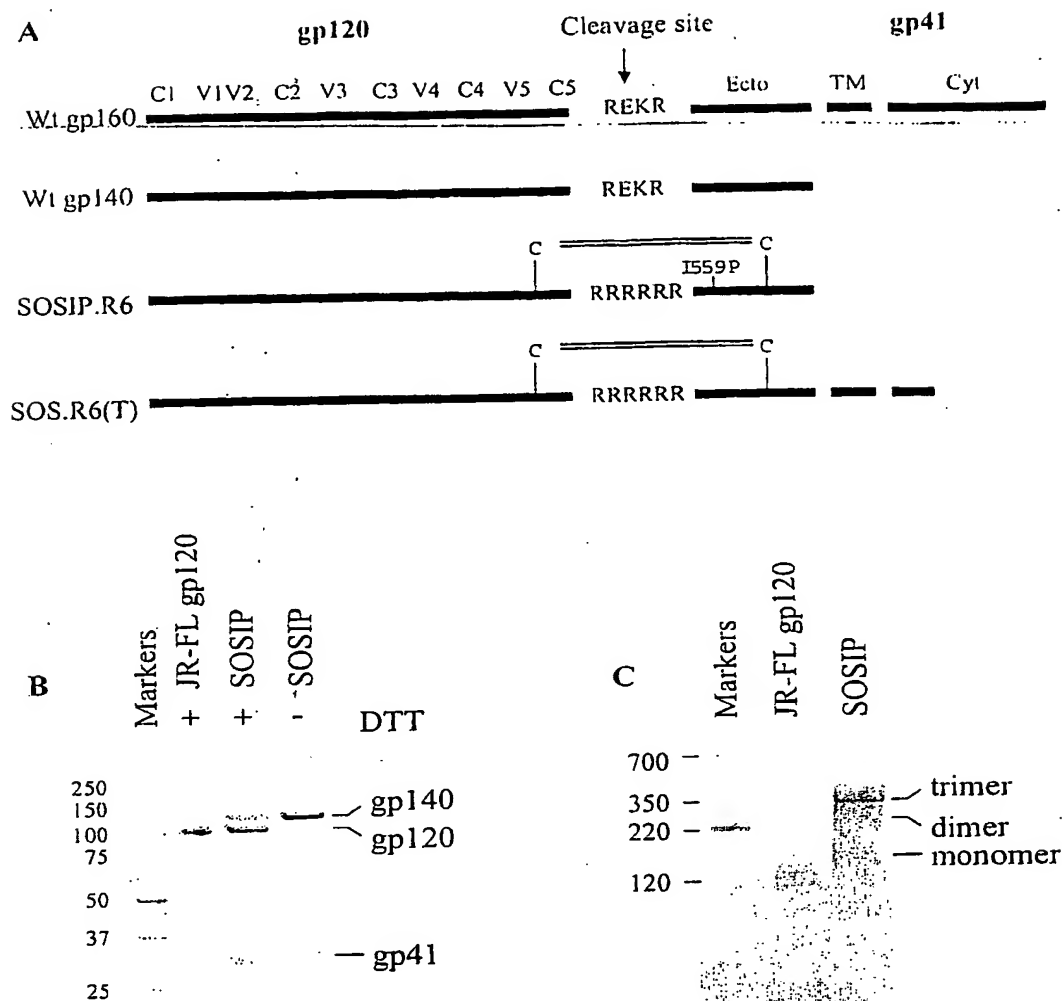 A
gp120
Cleavage site
gp41
C1 V1V2 C2 V3 C3 V4 C4 V5 C5
REKR
Ecto TM Cyt
Wt gp160
Wt gp140
REKR
C C
I559P
SOSIP.R6
RRRRRR
C C
SOS.R6(T)
RRRRRR
B
Markers
JR-FL gp120
SOSIP
SOSIP
+ + - DTT
250
150
100
75
50
37
25
gp140
gp120
gp41
C
Markers
JR-FL gp120
SOSIP
700
350
220
120
trimer
dimer
monomer